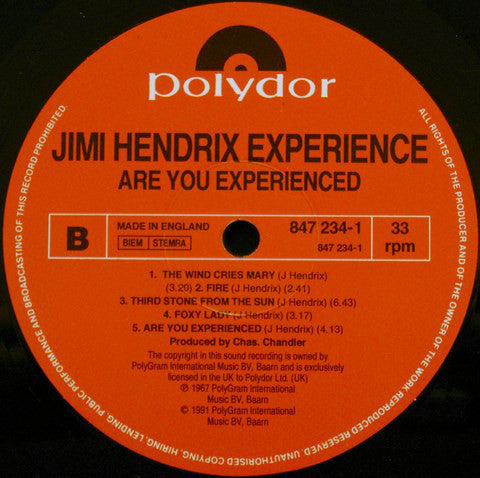 polydor
JIMI HENDRIX EXPERIENCE
ARE YOU EXPERIENCED
B
MADE IN ENGLAND
BIEM STEMRA
847 234-1
847 234-1
33
rpm
1. THE WIND CRIES MARY (J Hendrix)
(3.20) 2. FIRE (J Hendrix) (2.41)
3. THIRD STONE FROM THE SUN (J Hendrix) (6.43)
4. FOXY LADY (J Hendrix) (3.17)
5. ARE YOU EXPERIENCED (J Hendrix) (4.13)
Produced by Chas. Chandler
The copyright in this sound recording is owned by
PolyGram International Music BV, Baarn and is exclusively
licensed in the UK to Polydor Ltd. (UK)
℗ 1967 PolyGram International
Music BV, Baarn
© 1991 PolyGram International
Music BV, Baarn
ALL RIGHTS OF THE PRODUCER AND OF THE OWNER OF THE WORK REPRODUCED RESERVED. UNAUTHORISED COPYING, HIRING, LENDING, PUBLIC PERFORMANCE AND BROADCASTING OF THIS RECORD PROHIBITED.